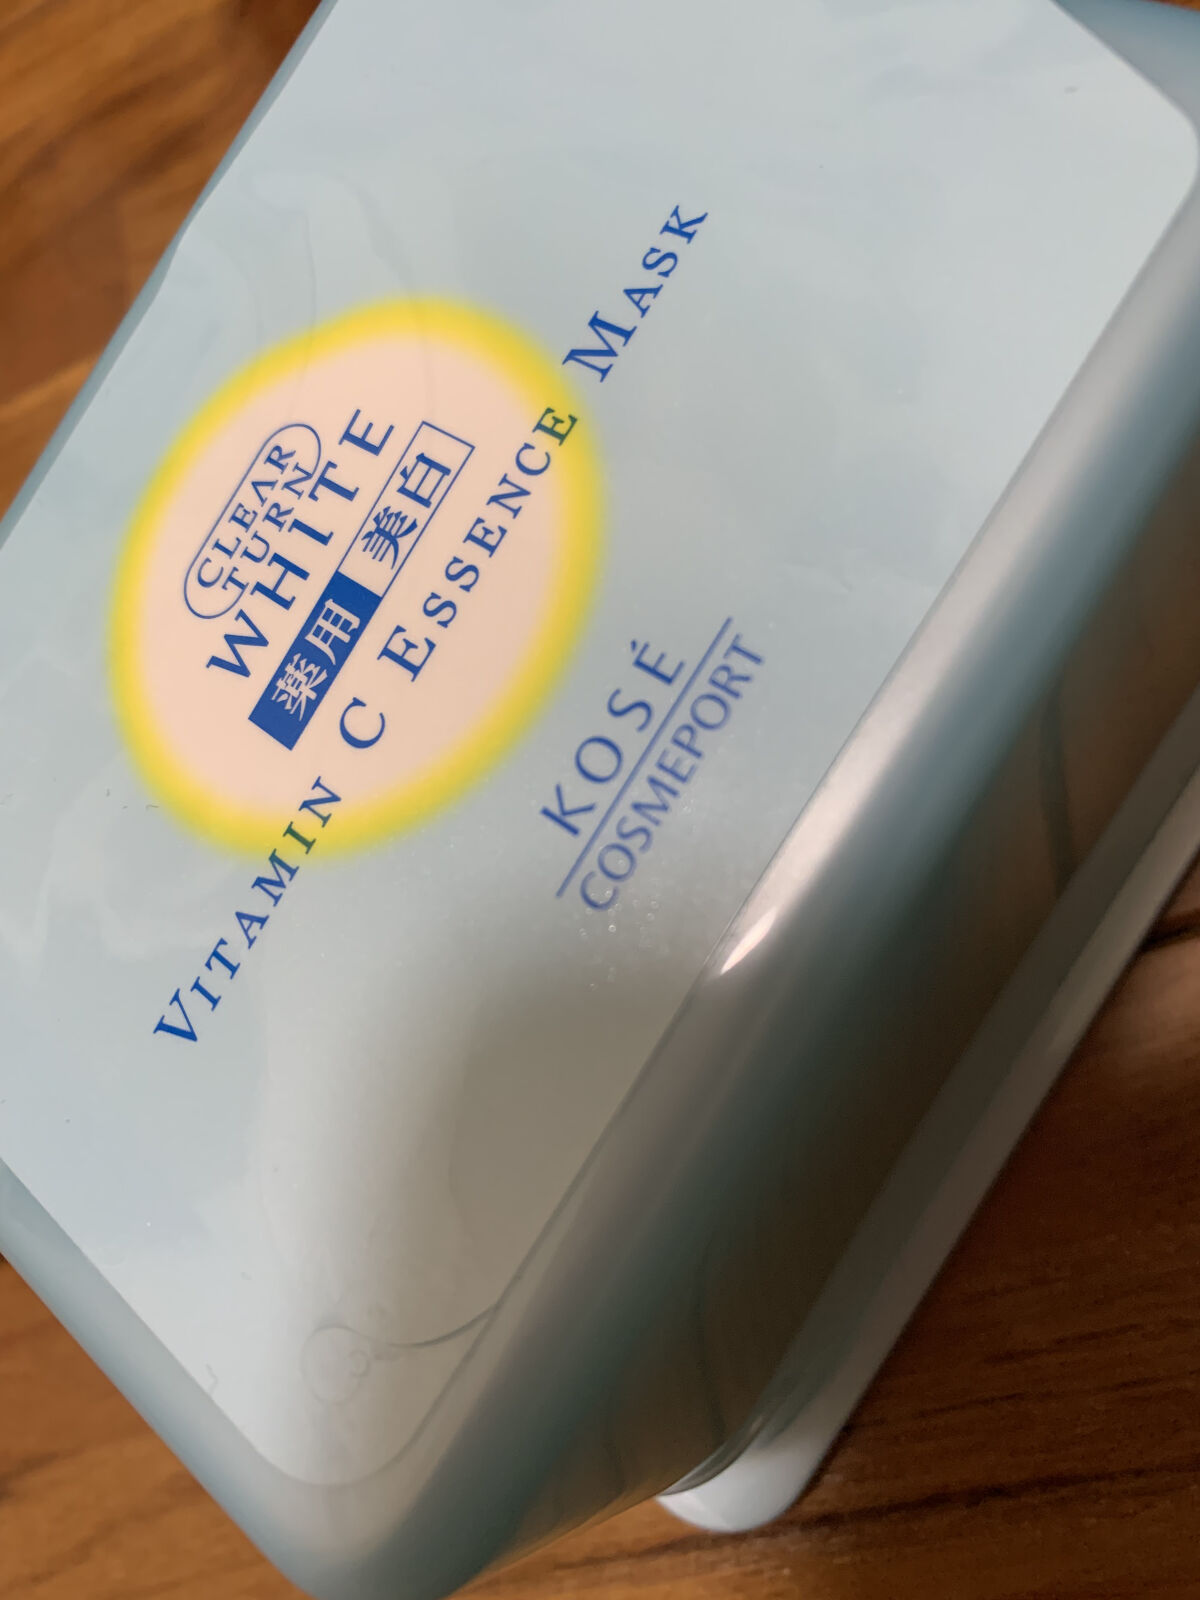 CLEAR
TURN
WHITE
薬用 美白
VITAMIN C ESSENCE MASK
KOSÉ
COSMEPORT